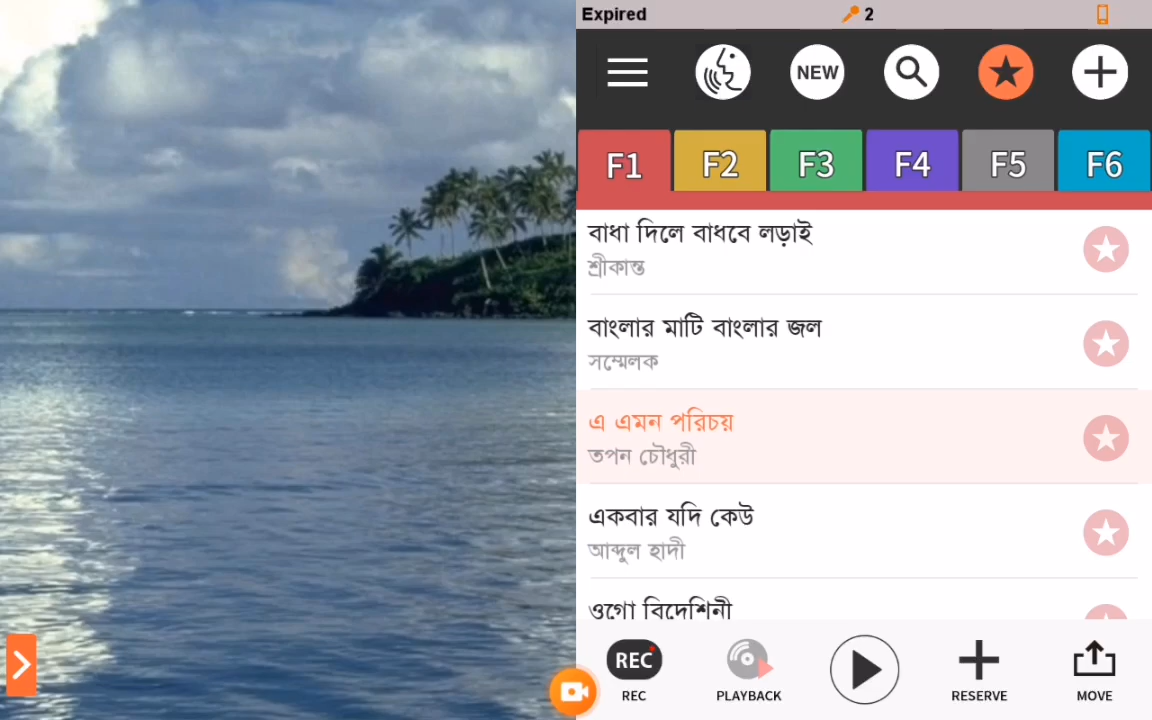 Expired
2
NEW
F1 F2 F3 F4 F5 F6
বাধা দিলে বাধবে লড়াই
শ্রীকান্ত
বাংলার মাটি বাংলার জল
সম্মেলক
এ এমন পরিচয়
তপন চৌধুরী
একবার যদি কেউ
আব্দুল হাদী
ওগো বিদেশিনী
REC
REC PLAYBACK RESERVE MOVE